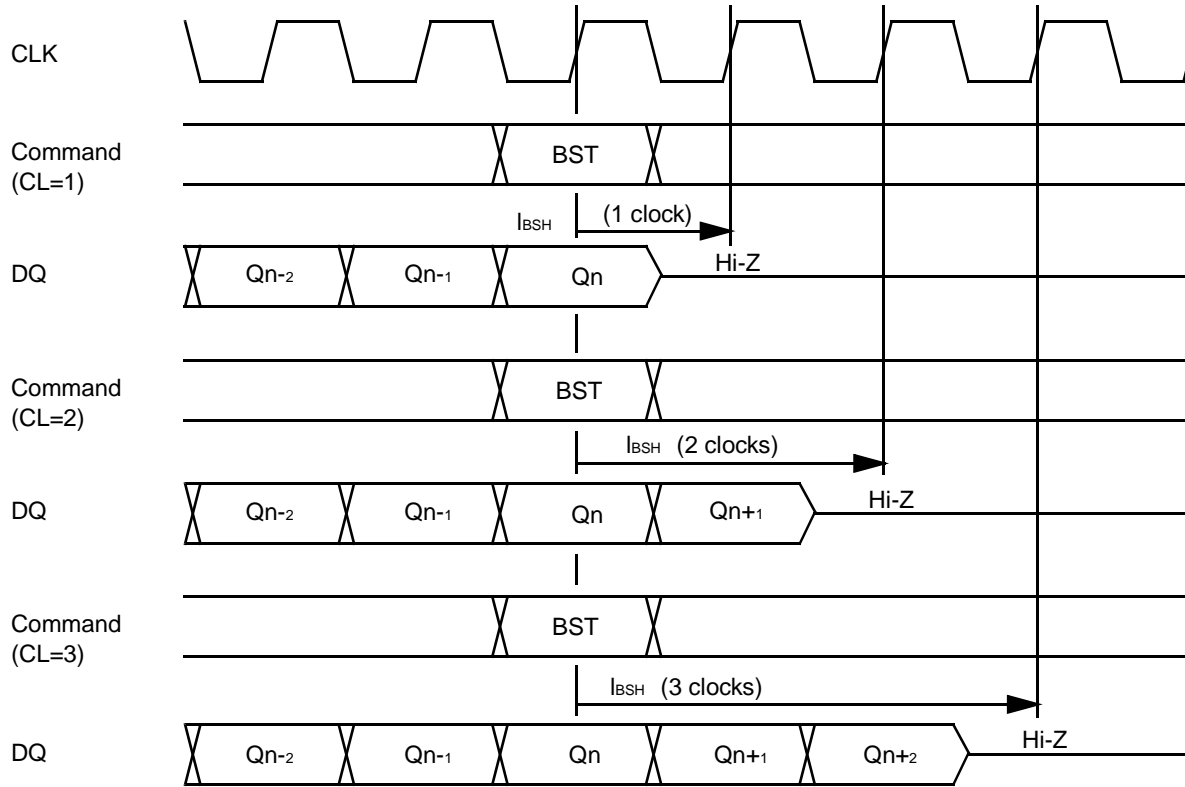 CLK
Command
(CL=1)
BST
lBSH (1 clock)
DQ
Qn-2 Qn-1 Qn Hi-Z
Command
(CL=2)
BST
lBSH (2 clocks)
DQ
Qn-2 Qn-1 Qn Qn+1 Hi-Z
Command
(CL=3)
BST
lBSH (3 clocks)
DQ
Qn-2 Qn-1 Qn Qn+1 Qn+2 Hi-Z